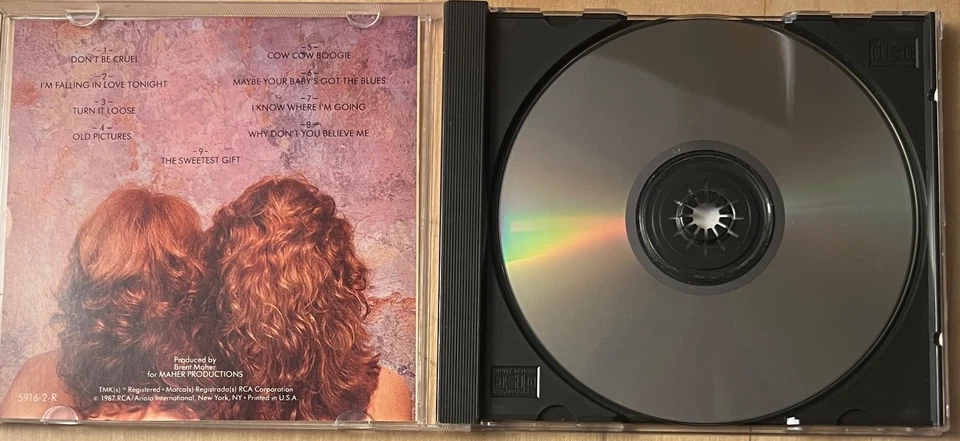 –1–
DON'T BE CRUEL
–2–
I'M FALLING IN LOVE TONIGHT
–3–
TURN IT LOOSE
–4–
OLD PICTURES
–5–
COW COW BOOGIE
–6–
MAYBE YOUR BABY'S GOT THE BLUES
–7–
I KNOW WHERE I'M GOING
–8–
WHY DON'T YOU BELIEVE ME
–9–
THE SWEETEST GIFT
Produced by
Brent Maher
for MAHER PRODUCTIONS
TMK(s) ® Registered • Marca(s) Registrada(s) RCA Corporation
© 1987, RCA/Ariola International, New York, NY • Printed in U.S.A.
5916-2-R